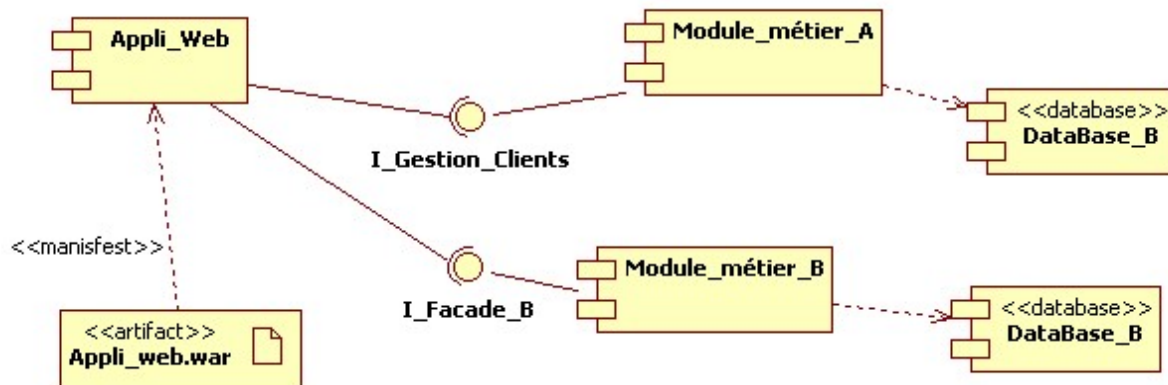 Appli_Web
Module_métier_A
<<database>>
DataBase_B
I_Gestion_Clients
<<manisfest>>
Module_métier_B
I_Facade_B
<<database>>
DataBase_B
<<artifact>>
Appli_web.war